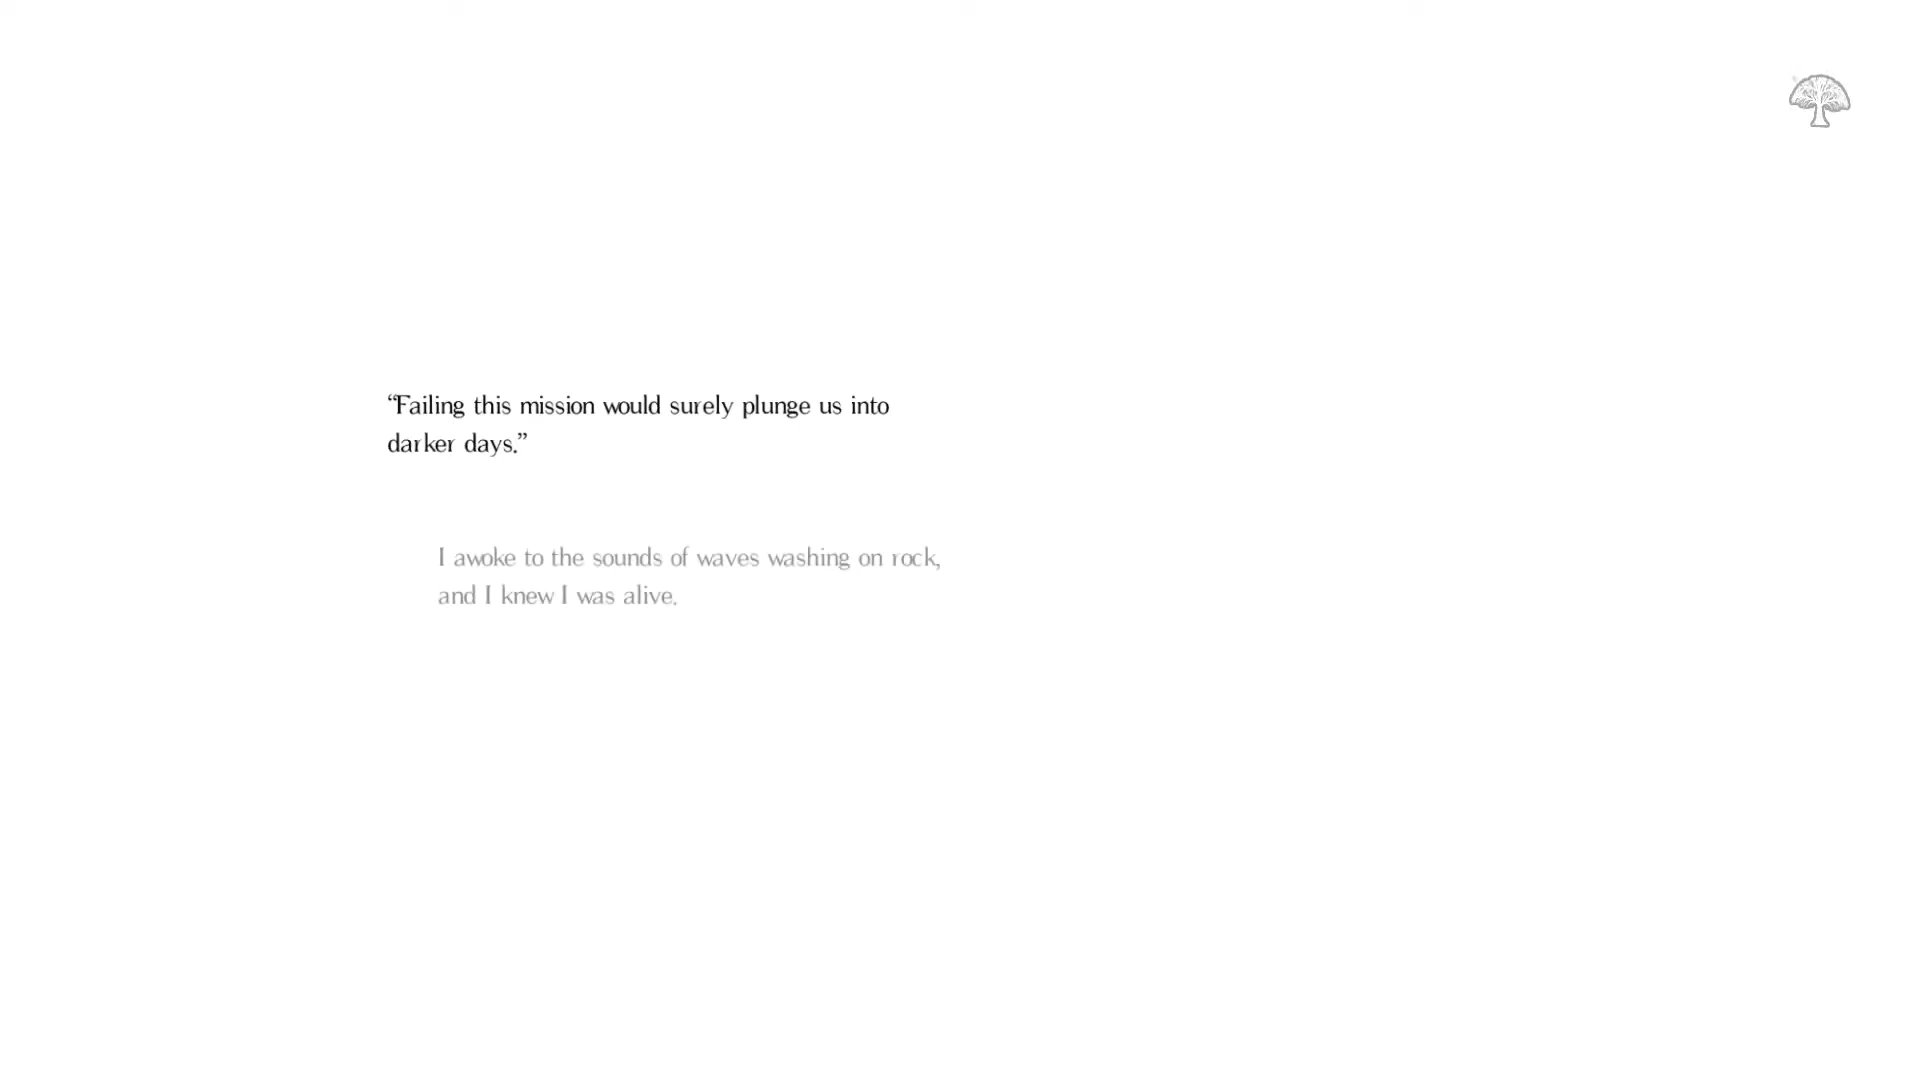 “Failing this mission would surely plunge us into
darker days.”
I awoke to the sounds of waves washing on rock,
and I knew I was alive.